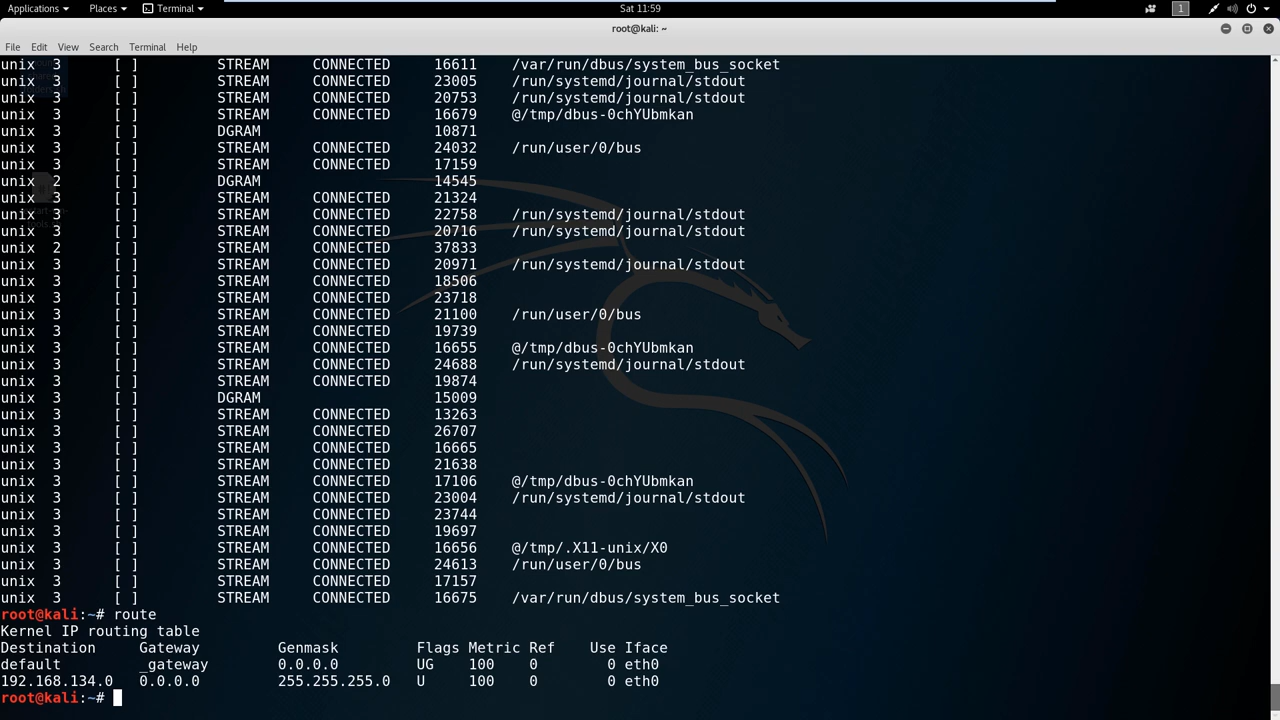 Applications Places Terminal Sat 11:59 1
root@kali: ~
File Edit View Search Terminal Help
unix 3 [ ] STREAM CONNECTED 16611 /var/run/dbus/system_bus_socket
unix 3 [ ] STREAM CONNECTED 23005 /run/systemd/journal/stdout
unix 3 [ ] STREAM CONNECTED 20753 /run/systemd/journal/stdout
unix 3 [ ] STREAM CONNECTED 16679 @/tmp/dbus-0chYUbmkan
unix 3 [ ] DGRAM 10871
unix 3 [ ] STREAM CONNECTED 24032 /run/user/0/bus
unix 3 [ ] STREAM CONNECTED 17159
unix 2 [ ] DGRAM 14545
unix 3 [ ] STREAM CONNECTED 21324
unix 3 [ ] STREAM CONNECTED 22758 /run/systemd/journal/stdout
unix 3 [ ] STREAM CONNECTED 20716 /run/systemd/journal/stdout
unix 2 [ ] STREAM CONNECTED 37833
unix 3 [ ] STREAM CONNECTED 20971 /run/systemd/journal/stdout
unix 3 [ ] STREAM CONNECTED 18506
unix 3 [ ] STREAM CONNECTED 23718
unix 3 [ ] STREAM CONNECTED 21100 /run/user/0/bus
unix 3 [ ] STREAM CONNECTED 19739
unix 3 [ ] STREAM CONNECTED 16655 @/tmp/dbus-0chYUbmkan
unix 3 [ ] STREAM CONNECTED 24688 /run/systemd/journal/stdout
unix 3 [ ] STREAM CONNECTED 19874
unix 3 [ ] DGRAM 15009
unix 3 [ ] STREAM CONNECTED 13263
unix 3 [ ] STREAM CONNECTED 26707
unix 3 [ ] STREAM CONNECTED 16665
unix 3 [ ] STREAM CONNECTED 21638
unix 3 [ ] STREAM CONNECTED 17106 @/tmp/dbus-0chYUbmkan
unix 3 [ ] STREAM CONNECTED 23004 /run/systemd/journal/stdout
unix 3 [ ] STREAM CONNECTED 23744
unix 3 [ ] STREAM CONNECTED 19697
unix 3 [ ] STREAM CONNECTED 16656 @/tmp/.X11-unix/X0
unix 3 [ ] STREAM CONNECTED 24613 /run/user/0/bus
unix 3 [ ] STREAM CONNECTED 17157
unix 3 [ ] STREAM CONNECTED 16675 /var/run/dbus/system_bus_socket
root@kali:~# route
Kernel IP routing table
Destination Gateway Genmask Flags Metric Ref Use Iface
default _gateway 0.0.0.0 UG 100 0 0 eth0
192.168.134.0 0.0.0.0 255.255.255.0 U 100 0 0 eth0
root@kali:~#